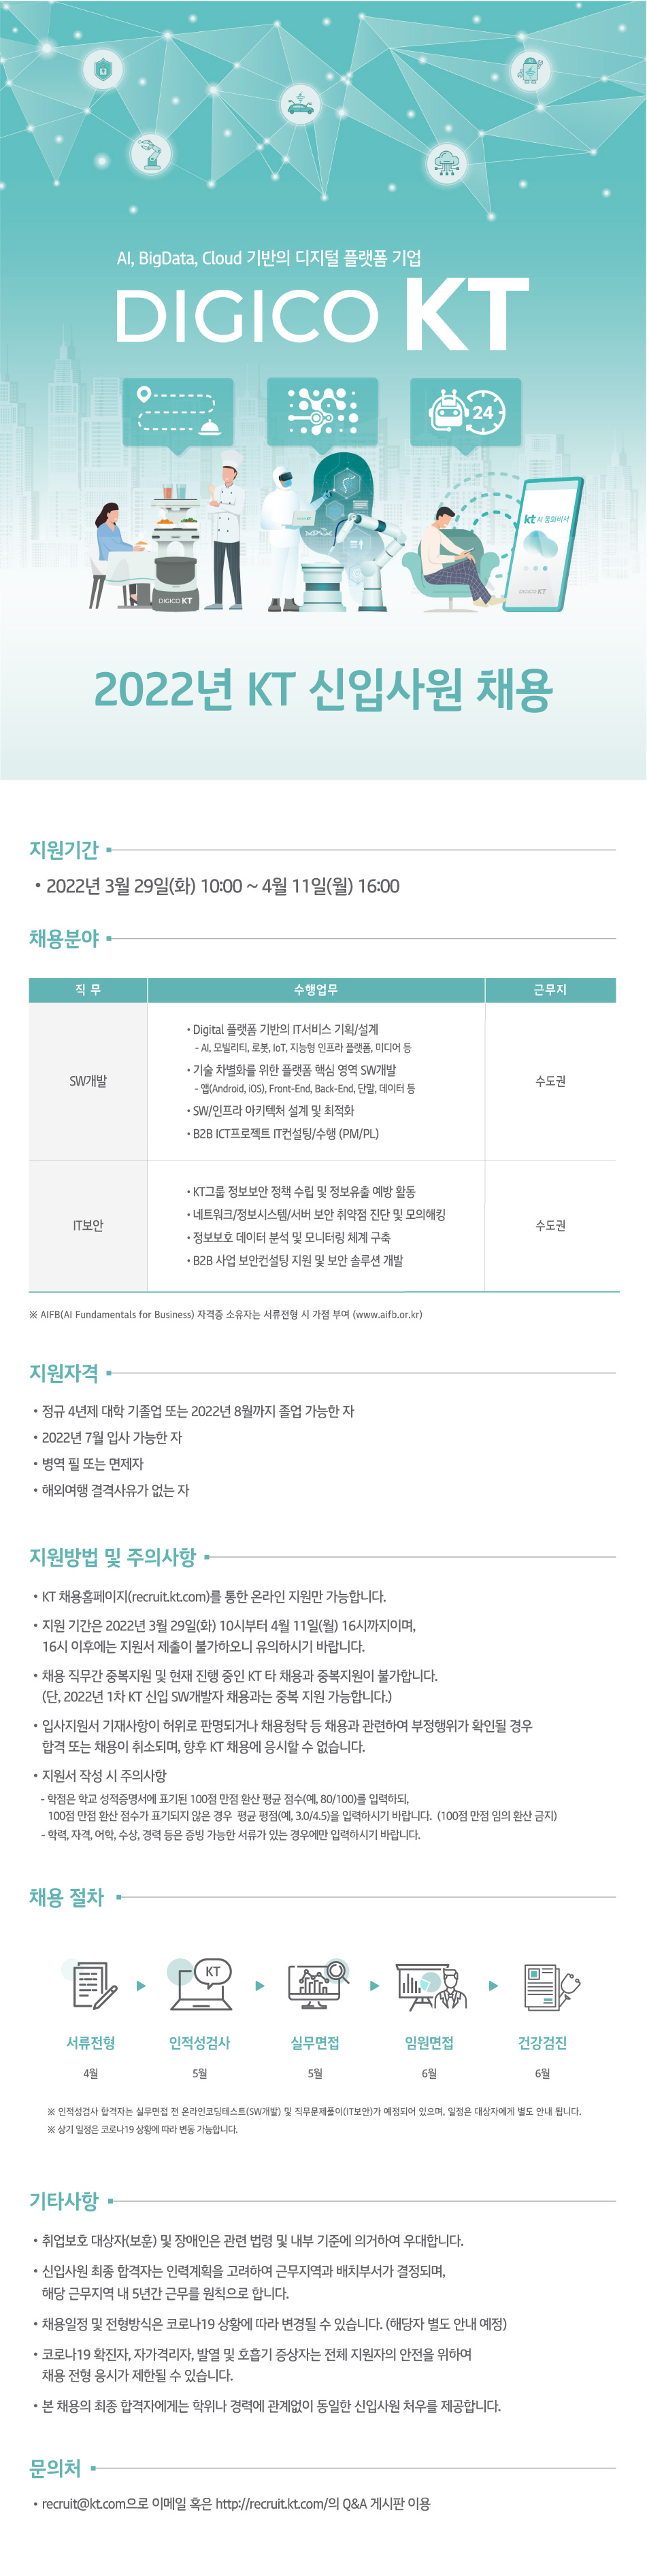 AI, BigData, Cloud 기반의 디지털 플랫폼 기업
DIGICO KT
24
kt AI 통화비서
DIGICO KT
DIGICO KT
2022년 KT 신입사원 채용
지원기간
• 2022년 3월 29일(화) 10:00 ~ 4월 11일(월) 16:00
채용분야
직 무 수행업무 근무지
SW개발
• Digital 플랫폼 기반의 IT서비스 기획/설계
- AI, 모빌리티, 로봇, IoT, 지능형 인프라 플랫폼, 미디어 등
• 기술 차별화를 위한 플랫폼 핵심 영역 SW개발
- 앱(Android, iOS), Front-End, Back-End, 단말, 데이터 등
• SW/인프라 아키텍처 설계 및 최적화
• B2B ICT프로젝트 IT컨설팅/수행 (PM/PL)
수도권
IT보안
• KT그룹 정보보안 정책 수립 및 정보유출 예방 활동
• 네트워크/정보시스템/서버 보안 취약점 진단 및 모의해킹
• 정보보호 데이터 분석 및 모니터링 체계 구축
• B2B 사업 보안컨설팅 지원 및 보안 솔루션 개발
수도권
※ AIFB(AI Fundamentals for Business) 자격증 소유자는 서류전형 시 가점 부여 (www.aifb.or.kr)
지원자격
• 정규 4년제 대학 기졸업 또는 2022년 8월까지 졸업 가능한 자
• 2022년 7월 입사 가능한 자
• 병역 필 또는 면제자
• 해외여행 결격사유가 없는 자
지원방법 및 주의사항
• KT 채용홈페이지(recruit.kt.com)를 통한 온라인 지원만 가능합니다.
• 지원 기간은 2022년 3월 29일(화) 10시부터 4월 11일(월) 16시까지이며,
16시 이후에는 지원서 제출이 불가하오니 유의하시기 바랍니다.
• 채용 직무간 중복지원 및 현재 진행 중인 KT 타 채용과 중복지원이 불가합니다.
(단, 2022년 1차 KT 신입 SW개발자 채용과는 중복 지원 가능합니다.)
• 입사지원서 기재사항이 허위로 판명되거나 채용청탁 등 채용과 관련하여 부정행위가 확인될 경우
합격 또는 채용이 취소되며, 향후 KT 채용에 응시할 수 없습니다.
• 지원서 작성 시 주의사항
- 학점은 학교 성적증명서에 표기된 100점 만점 환산 평균 점수(예, 80/100)를 입력하되,
100점 만점 환산 점수가 표기되지 않은 경우 평균 평점(예, 3.0/4.5)을 입력하시기 바랍니다. (100점 만점 임의 환산 금지)
- 학력, 자격, 어학, 수상, 경력 등은 증빙 가능한 서류가 있는 경우에만 입력하시기 바랍니다.
채용 절차
KT
서류전형 인적성검사 실무면접 임원면접 건강검진
4월 5월 5월 6월 6월
※ 인적성검사 합격자는 실무면접 전 온라인코딩테스트(SW개발) 및 직무문제풀이(IT보안)가 예정되어 있으며, 일정은 대상자에게 별도 안내 됩니다.
※ 상기 일정은 코로나19 상황에 따라 변동 가능합니다.
기타사항
• 취업보호 대상자(보훈) 및 장애인은 관련 법령 및 내부 기준에 의거하여 우대합니다.
• 신입사원 최종 합격자는 인력계획을 고려하여 근무지역과 배치부서가 결정되며,
해당 근무지역 내 5년간 근무를 원칙으로 합니다.
• 채용일정 및 전형방식은 코로나19 상황에 따라 변경될 수 있습니다. (해당자 별도 안내 예정)
• 코로나19 확진자, 자가격리자, 발열 및 호흡기 증상자는 전체 지원자의 안전을 위하여
채용 전형 응시가 제한될 수 있습니다.
• 본 채용의 최종 합격자에게는 학위나 경력에 관계없이 동일한 신입사원 처우를 제공합니다.
문의처
• recruit@kt.com으로 이메일 혹은 http://recruit.kt.com/의 Q&A 게시판 이용